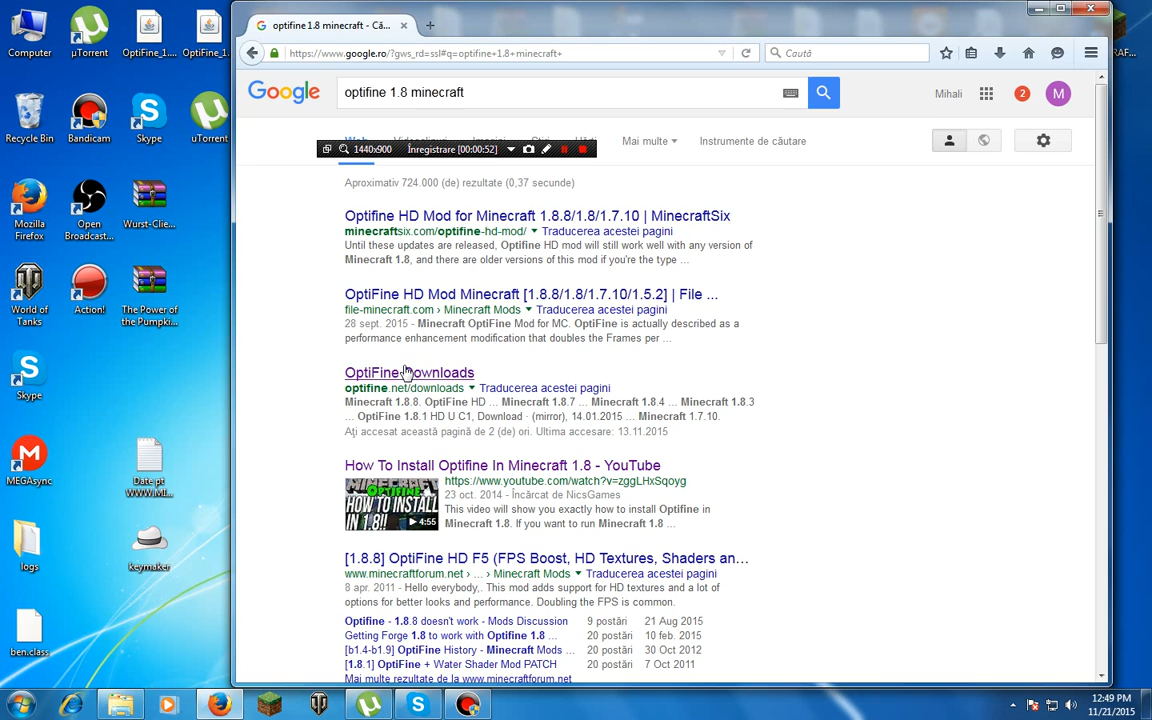 Computer
µTorrent
OptiFine_1....
OptiFine_1.
Recycle Bin
Bandicam
Skype
uTorrent
Mozilla
Firefox
Open
Broadcast...
Wurst-Clie...
World of
Tanks
Action!
The Power of
the Pumpki...
Skype
MEGAsync
Date pt
WWW.ML...
logs
keymaker
ben.class
optifine 1.8 minecraft - Că...
https://www.google.ro/?gws_rd=ssl#q=optifine+1.8+minecraft+
Caută
Google
optifine 1.8 minecraft
Mihali
2
M
Web
Mai multe
Instrumente de căutare
1440x900
Înregistrare [00:00:52]
Aproximativ 724.000 (de) rezultate (0,37 secunde)
Optifine HD Mod for Minecraft 1.8.8/1.8/1.7.10 | MinecraftSix
minecraftsix.com/optifine-hd-mod/ Traducerea acestei pagini
Until these updates are released, Optifine HD mod will still work well with any version of
Minecraft 1.8, and there are older versions of this mod if you're the type ...
OptiFine HD Mod Minecraft [1.8.8/1.8/1.7.10/1.5.2] | File ...
file-minecraft.com › Minecraft Mods Traducerea acestei pagini
28 sept. 2015 - Minecraft OptiFine Mod for MC. OptiFine is actually described as a
performance enhancement modification that doubles the Frames per ...
OptiFine Downloads
optifine.net/downloads Traducerea acestei pagini
Minecraft 1.8.8. OptiFine HD ... Minecraft 1.8.7 ... Minecraft 1.8.4 ... Minecraft 1.8.3
... OptiFine 1.8.1 HD U C1, Download · (mirror), 14.01.2015 ... Minecraft 1.7.10.
Aţi accesat această pagină de 2 (de) ori. Ultima accesare: 13.11.2015
How To Install Optifine In Minecraft 1.8 - YouTube
https://www.youtube.com/watch?v=zggLHxSqoyg
23 oct. 2014 - Încărcat de NicsGames
This video will show you exactly how to install Optifine in
Minecraft 1.8. If you want to run Minecraft 1.8 ...
MINECRAFT
OPTIFINE
HOW TO INSTALL
IN 1.8!!
4:55
[1.8.8] OptiFine HD F5 (FPS Boost, HD Textures, Shaders an...
www.minecraftforum.net › ... › Minecraft Mods Traducerea acestei pagini
8 apr. 2011 - Hello everybody,. This mod adds support for HD textures and a lot of
options for better looks and performance. Doubling the FPS is common.
Optifine - 1.8.8 doesn't work - Mods Discussion 9 postări 21 Aug 2015
Getting Forge 1.8 to work with Optifine 1.8 ... 20 postări 10 feb. 2015
[b1.4-b1.9] OptiFine History - Minecraft Mods ... 20 postări 30 Oct 2012
[1.8.1] OptiFine + Water Shader Mod PATCH 20 postări 7 Oct 2011
Mai multe rezultate de la www.minecraftforum.net
12:49 PM
11/21/2015